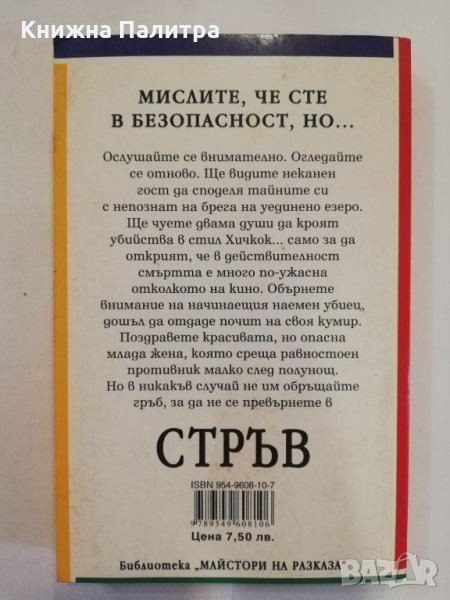 Книжна Палитра
МИСЛИТЕ, ЧЕ СТЕ
В БЕЗОПАСНОСТ, НО...
Ослушайте се внимателно. Огледайте
се отново. Ще видите неканен
гост да споделя тайните си
с непознат на брега на уединено езеро.
Ще чуете двама души да кроят
убийства в стил Хичкок... само за да
открият, че в действителност
смъртта е много по-ужасна
отколкото на кино. Обърнете
внимание на начинаещия наемен убиец,
дошъл да отдаде почит на своя кумир.
Поздравете красивата, но опасна
млада жена, която среща равностоен
противник малко след полунощ.
Но в никакъв случай не им обръщайте
гръб, за да не се превърнете в
СТРЪВ
ISBN 954-9608-10-7
9789549608106
Цена 7,50 лв.
Библиотека „МАЙСТОРИ НА РАЗКАЗА"
BAZAR